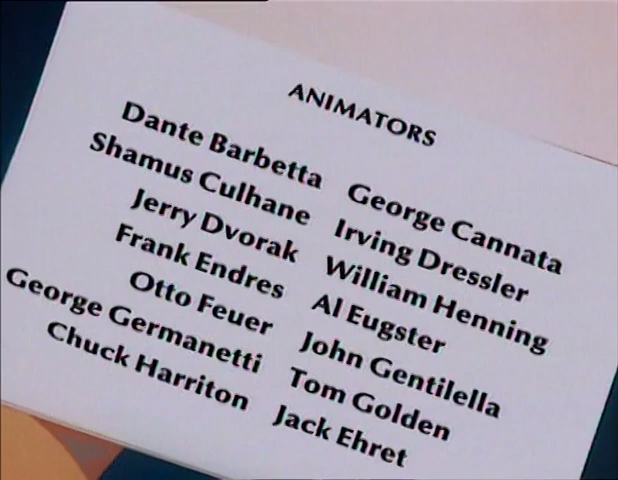 ANIMATORS
Dante Barbetta George Cannata
Shamus Culhane Irving Dressler
Jerry Dvorak William Henning
Frank Endres Al Eugster
Otto Feuer John Gentilella
George Germanetti Tom Golden
Chuck Harriton Jack Ehret